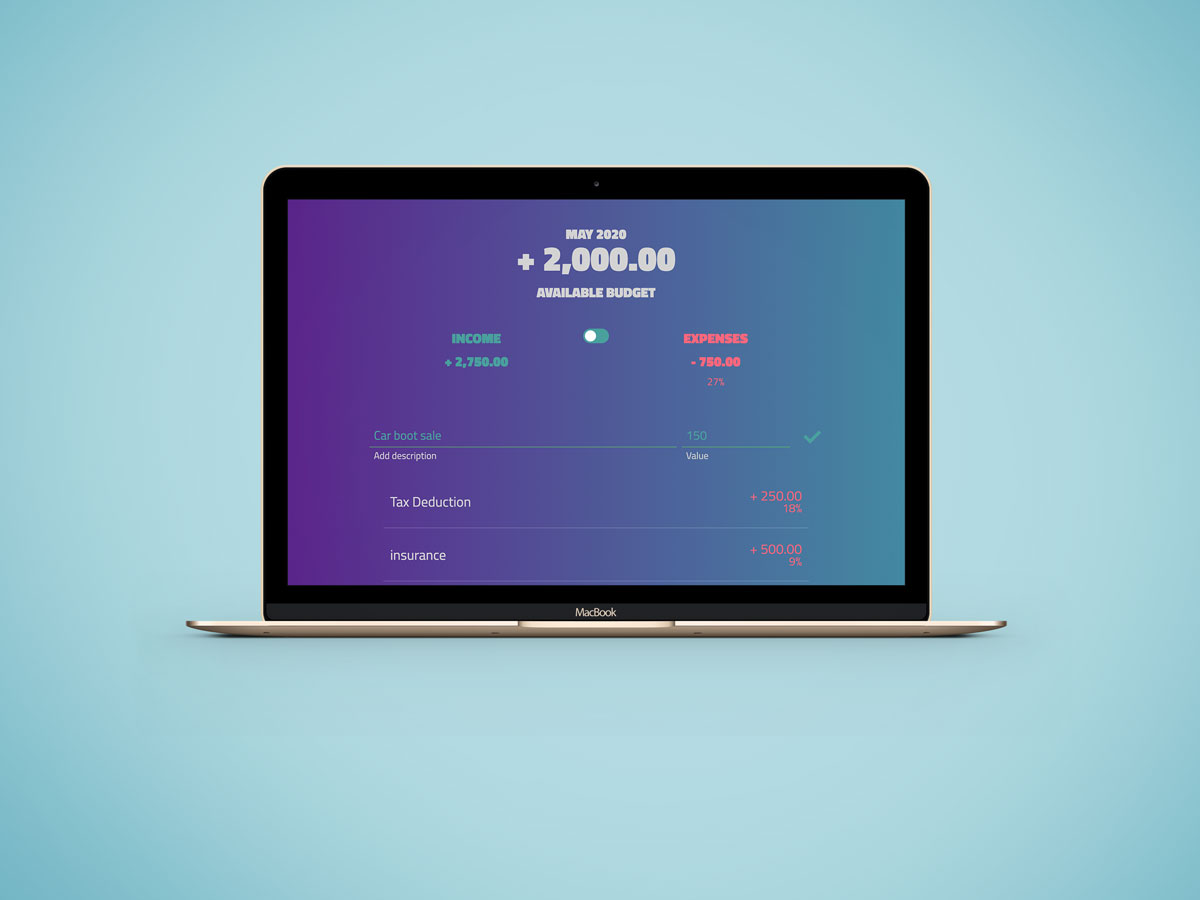 MAY 2020
+ 2,000.00
AVAILABLE BUDGET
INCOME
EXPENSES
+ 2,750.00
- 750.00
27%
Car boot sale
150
Add description
Value
Tax Deduction
+ 250.00
18%
insurance
+ 500.00
9%
MacBook